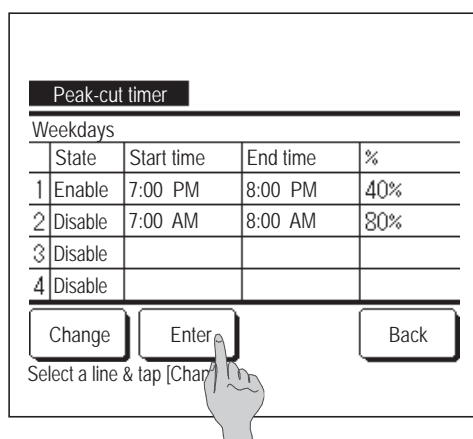 Peak-cut timer
Weekdays
State Start time End time %
1 Enable 7:00 PM 8:00 PM 40%
2 Disable 7:00 AM 8:00 AM 80%
3 Disable
4 Disable
Change Enter Back
Select a line & tap